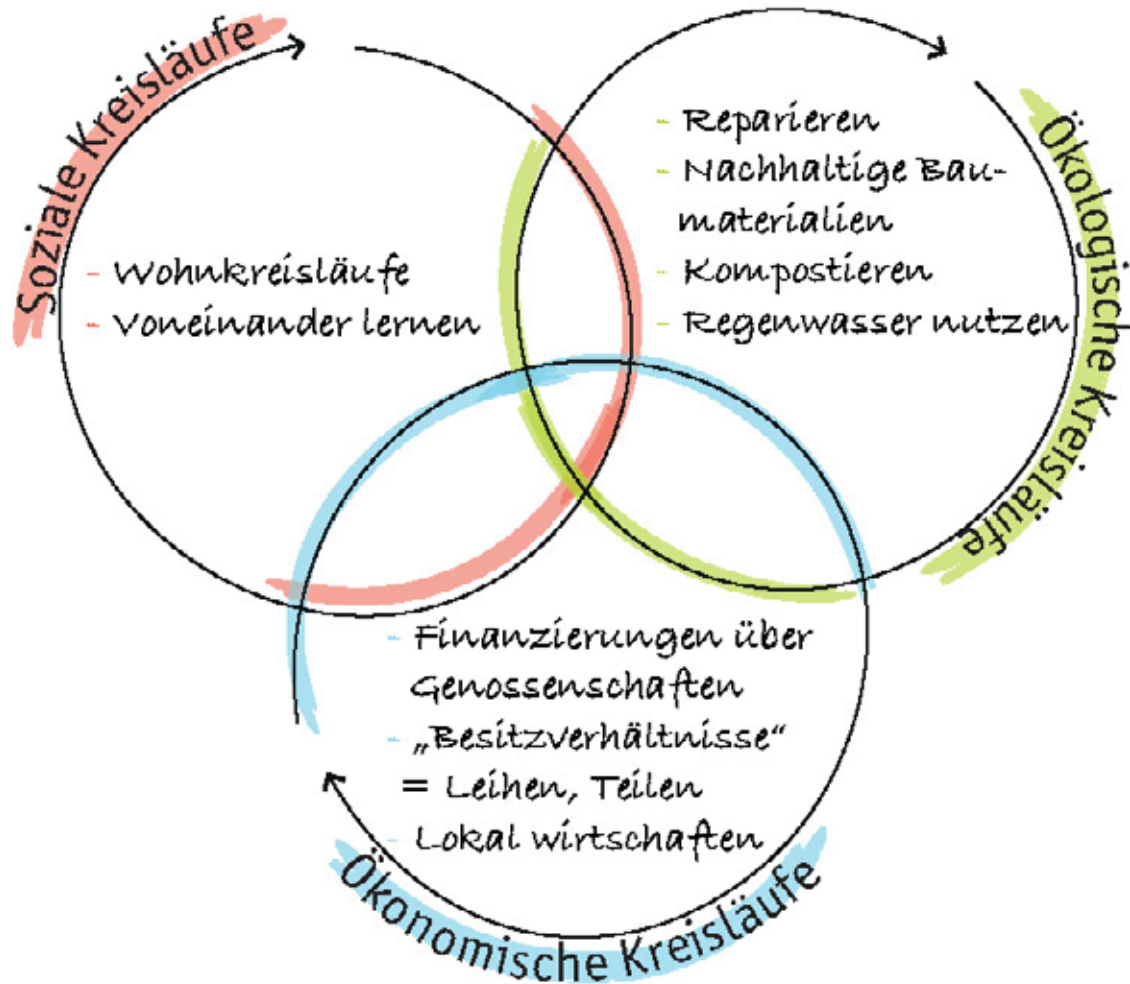 Soziale Kreisläufe
- Wohnkreisläufe
- Voneinander lernen
Ökologische Kreisläufe
- Reparieren
- Nachhaltige Bau-
materialien
- Kompostieren
- Regenwasser nutzen
- Finanzierungen über
Genossenschaften
- „Besitzverhältnisse“
= Leihen, Teilen
- Lokal wirtschaften
Ökonomische Kreisläufe